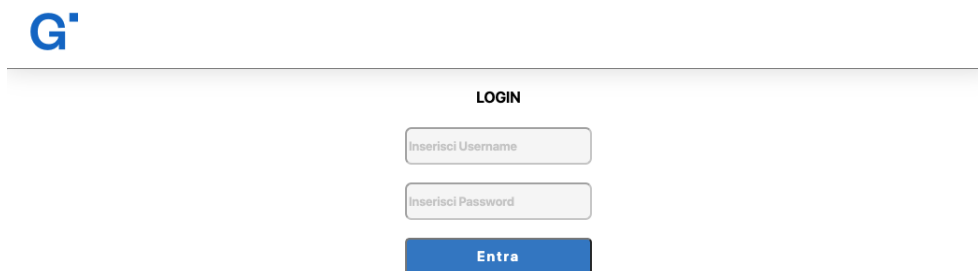 G
LOGIN
Inserisci Username
Inserisci Password
Entra